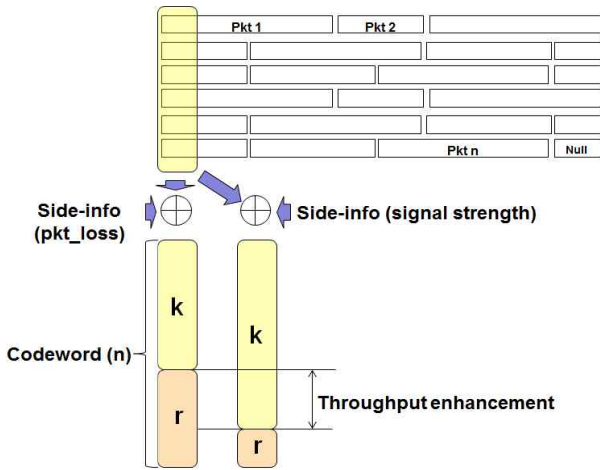 Pkt 1
Pkt 2
Pkt n
Null
Side-info
(pkt_loss)
Side-info (signal strength)
k
k
Codeword (n)
Throughput enhancement
r
r